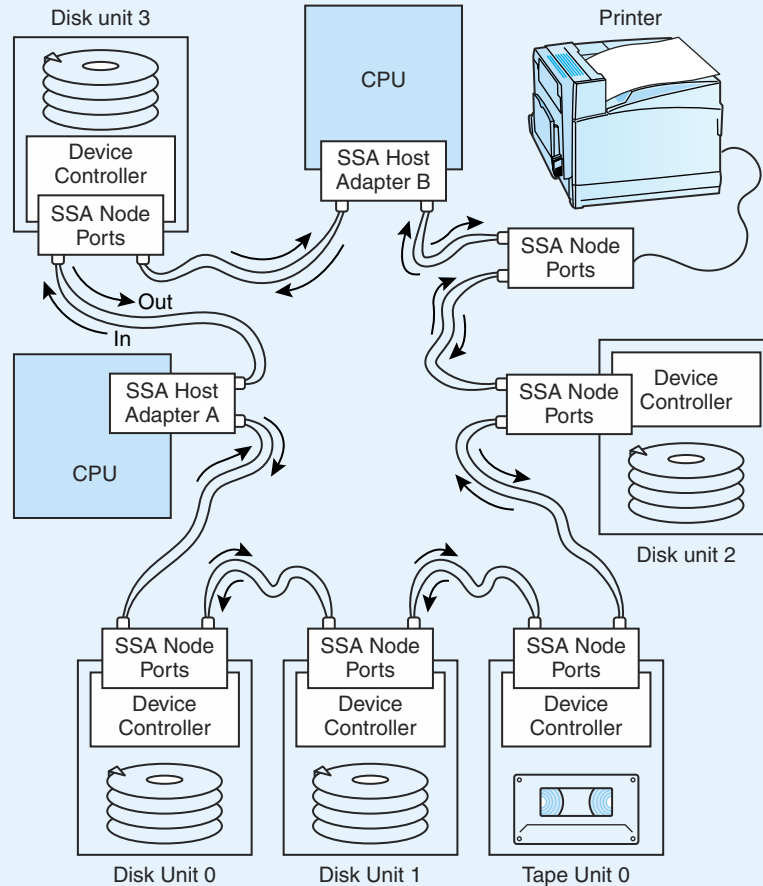 Disk unit 3
Printer
CPU
Device
Controller
SSA Node
Ports
SSA Host
Adapter B
SSA Node
Ports
Out
In
SSA Host
Adapter A
CPU
SSA Node
Ports
Device
Controller
Disk unit 2
SSA Node
Ports
Device
Controller
Disk Unit 0
SSA Node
Ports
Device
Controller
Disk Unit 1
SSA Node
Ports
Device
Controller
Tape Unit 0